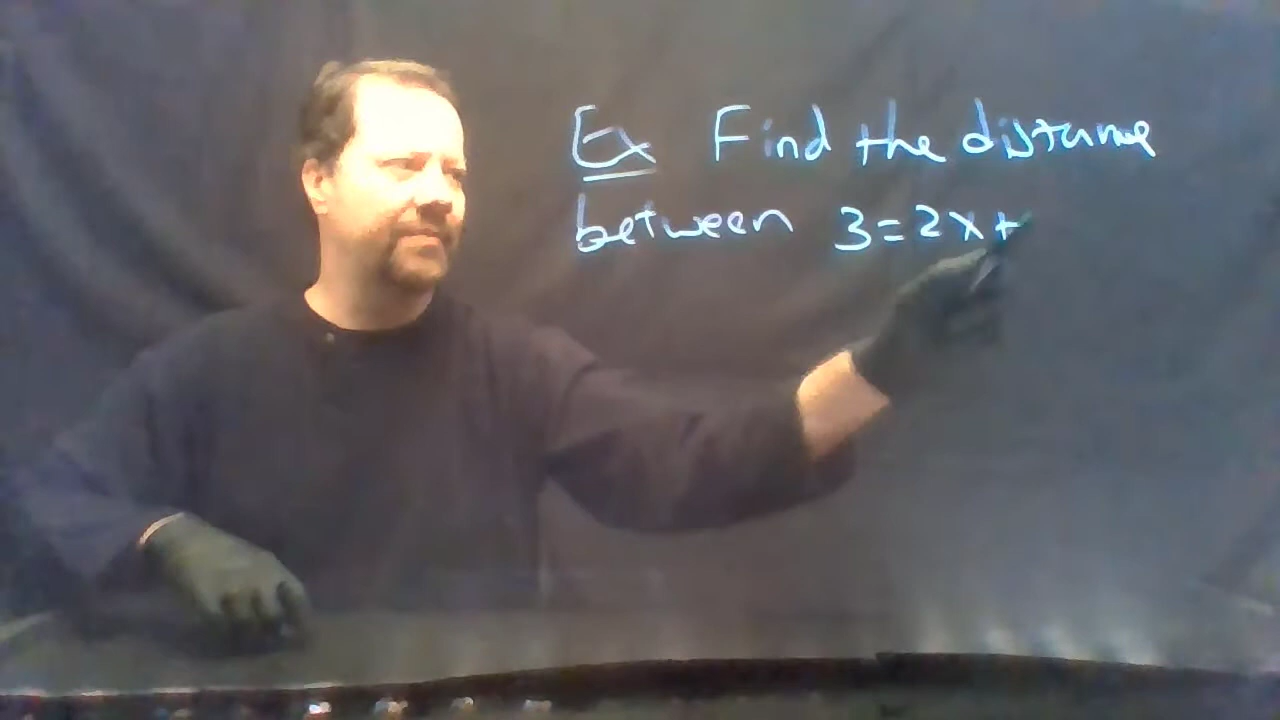 Ex Find the distance
between 3=2x+